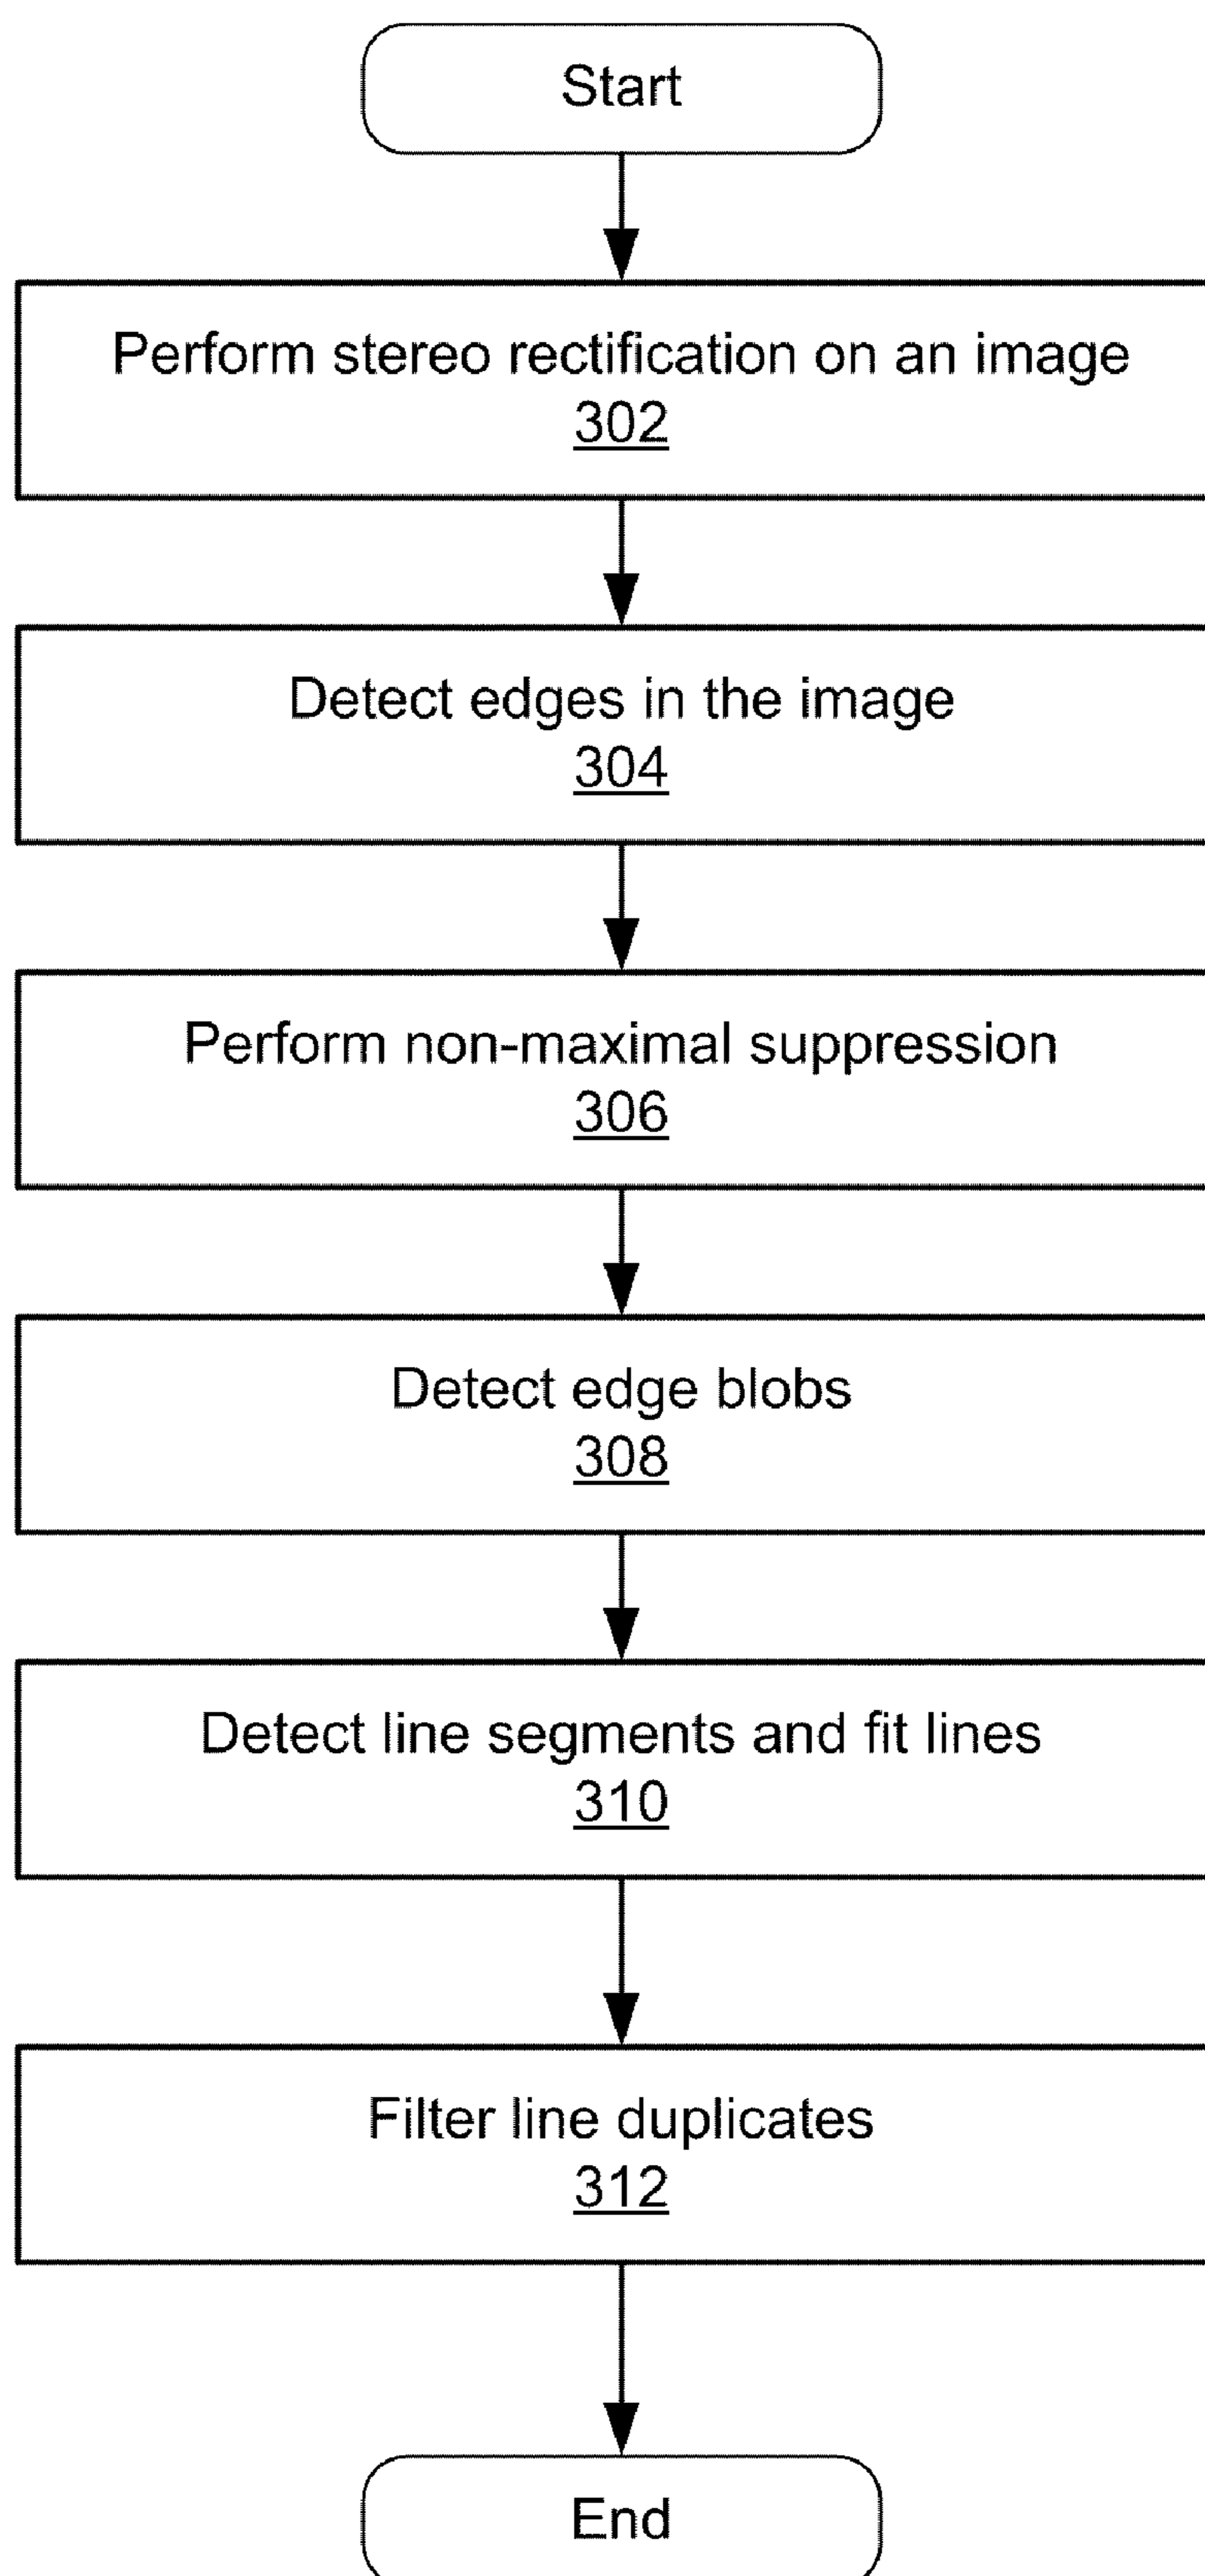 Start
Perform stereo rectification on an image
302
Detect edges in the image
304
Perform non-maximal suppression
306
Detect edge blobs
308
Detect line segments and fit lines
310
Filter line duplicates
312
End